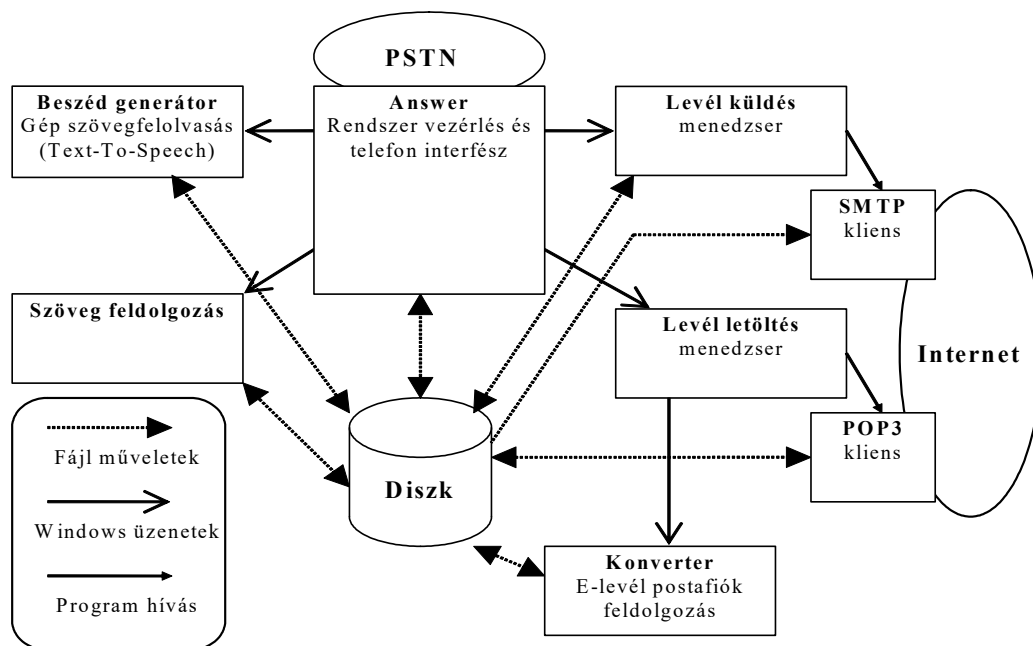 PSTN
Beszéd generátor
Gép szövegfelolvasás
(Text-To-Speech)
Answer
Rendszer vezérlés és
telefon interfész
Levél küldés
menedzser
SMTP
kliens
Szöveg feldolgozás
Levél letöltés
menedzser
Internet
POP3
kliens
Diszk
Fájl műveletek
Windows üzenetek
Program hívás
Konverter
E-levél postafiók
feldolgozás